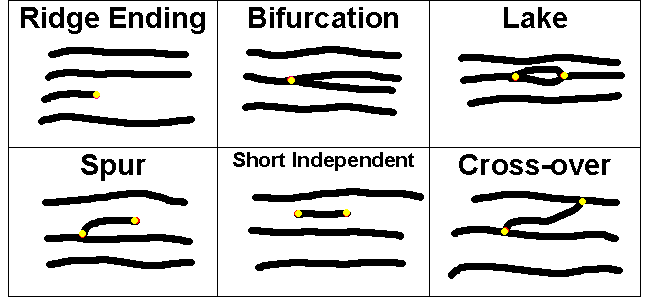 Ridge Ending
Bifurcation
Lake
Spur
Short Independent
Cross-over